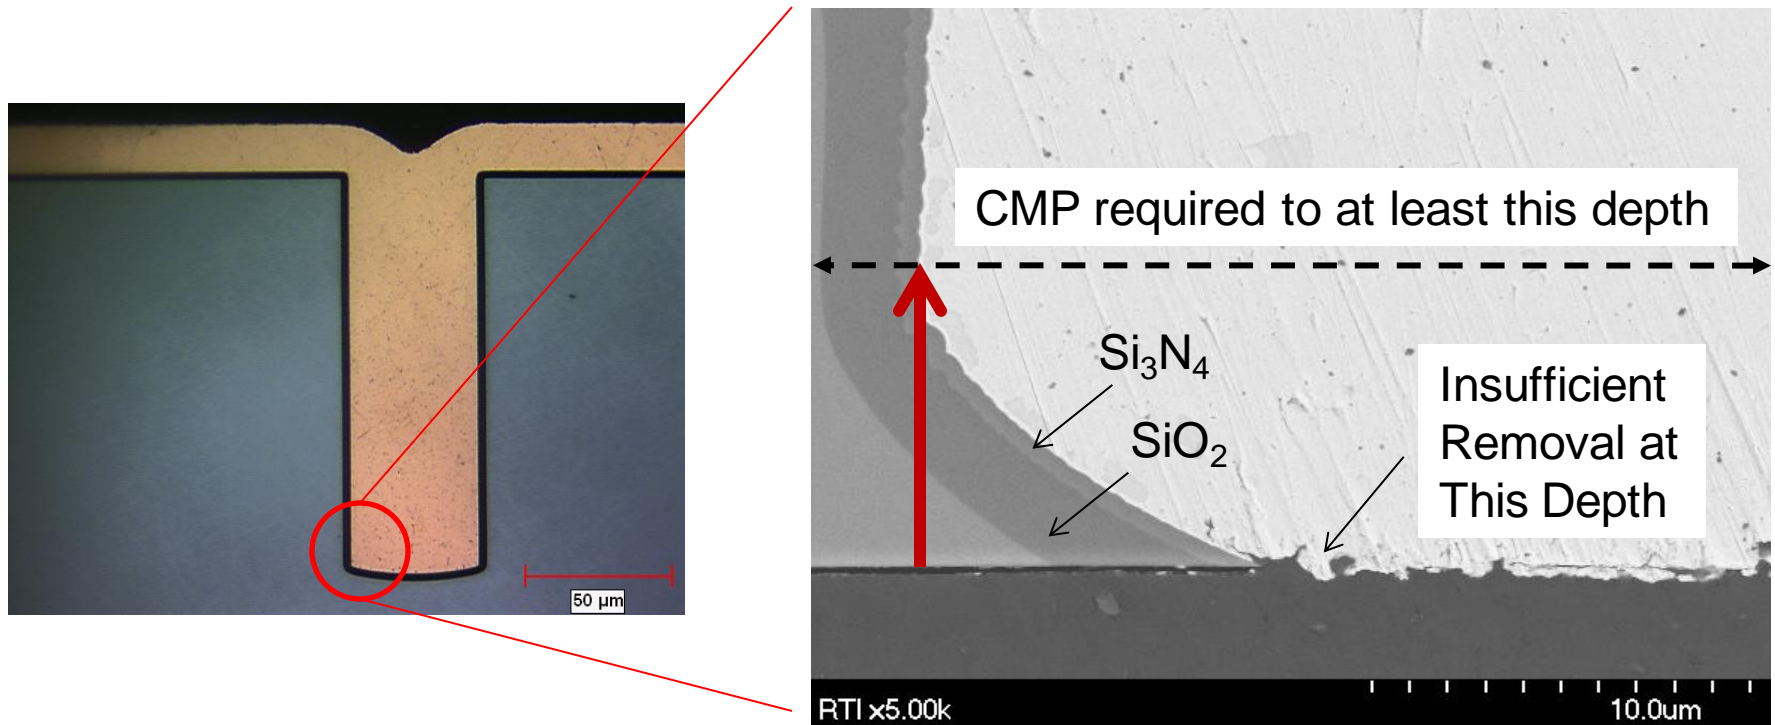 CMP required to at least this depth
Si₃N₄
SiO₂
Insufficient
Removal at
This Depth
50 µm
RTI x5.00k
10.0um